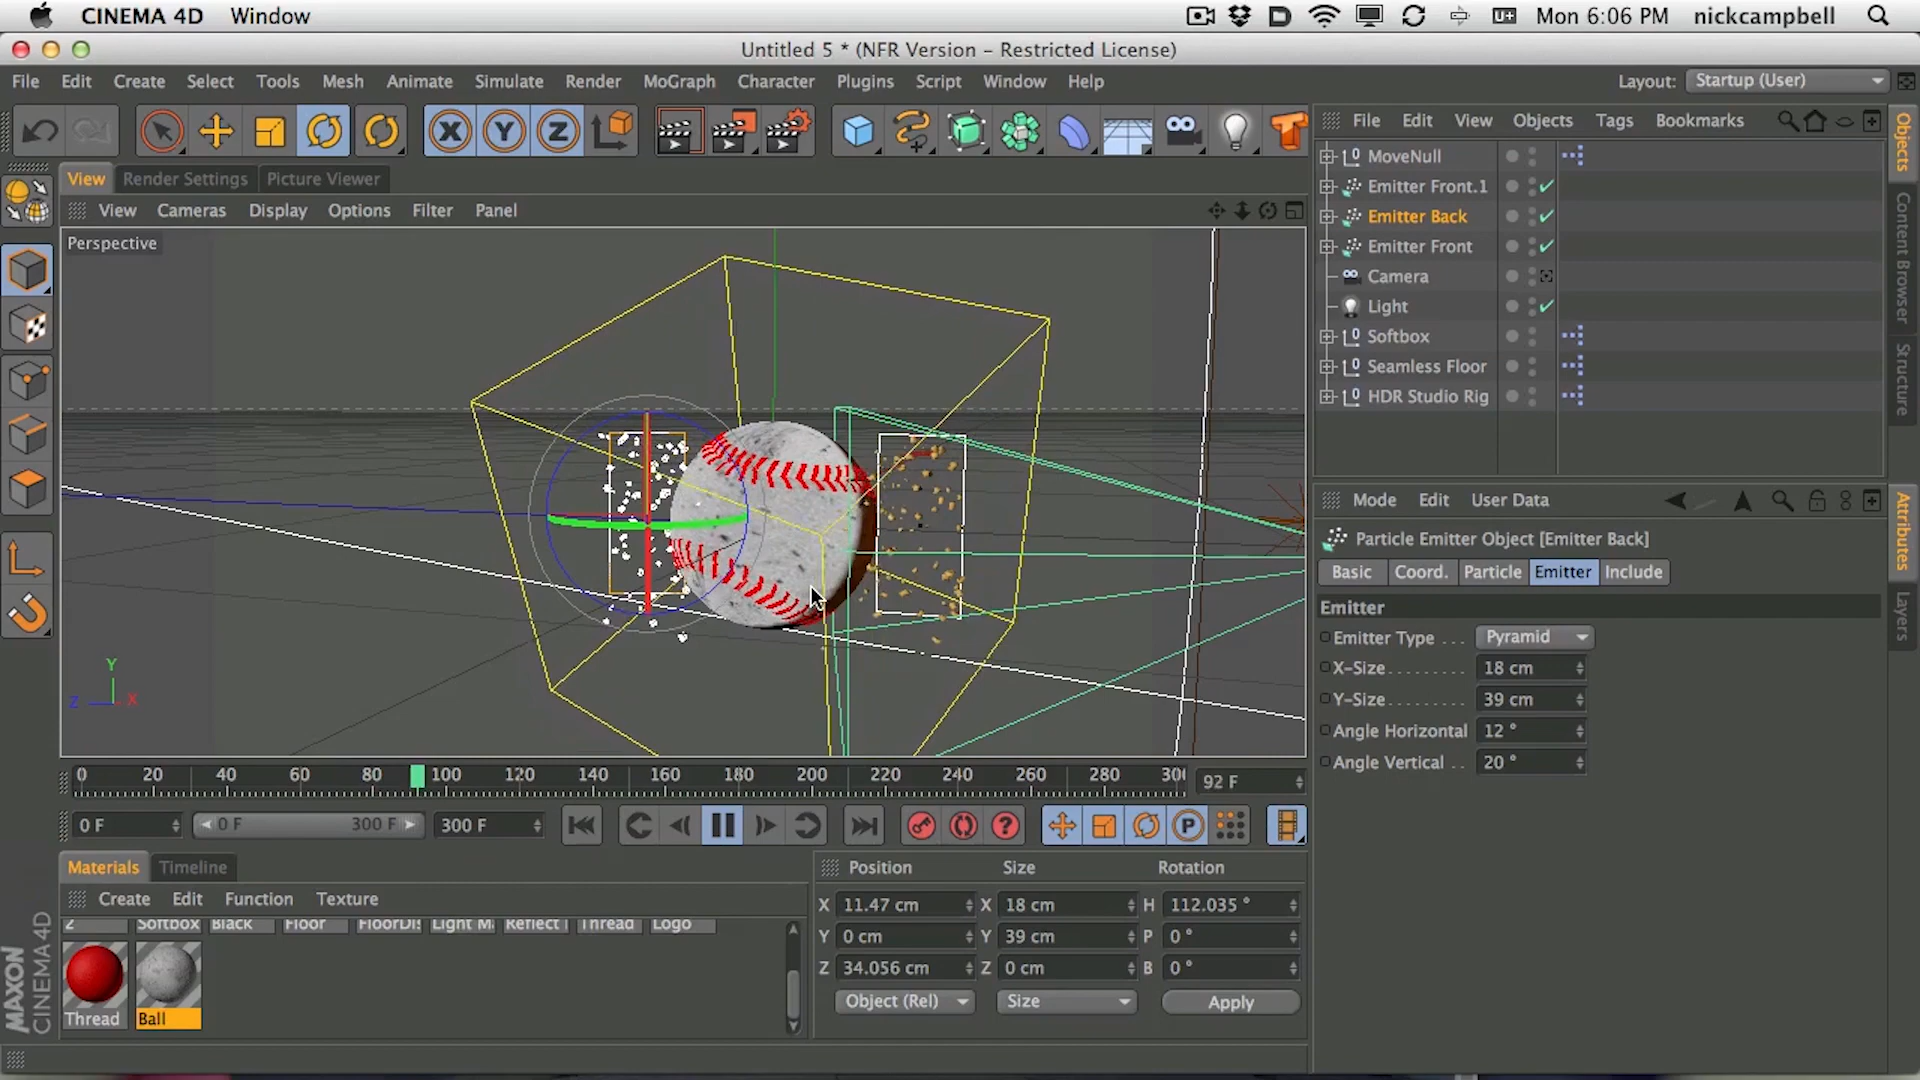 CINEMA 4D Window Mon 6:06 PM nickcampbell
Untitled 5 * (NFR Version – Restricted License)
File Edit Create Select Tools Mesh Animate Simulate Render MoGraph Character Plugins Script Window Help Layout: Startup (User)
X Y Z
File Edit View Objects Tags Bookmarks
View Render Settings Picture Viewer
View Cameras Display Options Filter Panel
Perspective
MoveNull
Emitter Front.1
Emitter Back
Emitter Front
Camera
Light
Softbox
Seamless Floor
HDR Studio Rig
Objects
Content Browser
Structure
Mode Edit User Data
Particle Emitter Object [Emitter Back]
Basic Coord. Particle Emitter Include
Emitter
Emitter Type . . . Pyramid
X-Size. . . . . . . . 18 cm
Y-Size. . . . . . . . 39 cm
Angle Horizontal 12 °
Angle Vertical . . 20 °
Attributes
Layers
Y
Z X
0 20 40 60 80 100 120 140 160 180 200 220 240 260 280 92 F
0 F 0 F 300 F 300 F P
Materials Timeline
Create Edit Function Texture
2 Softbox Black Floor FloorDis Light M Reflect Thread Logo
Thread Ball
Position Size Rotation
X 11.47 cm X 18 cm H 112.035 °
Y 0 cm Y 39 cm P 0 °
Z 34.056 cm Z 0 cm B 0 °
Object (Rel) Size Apply
MAXON
CINEMA 4D